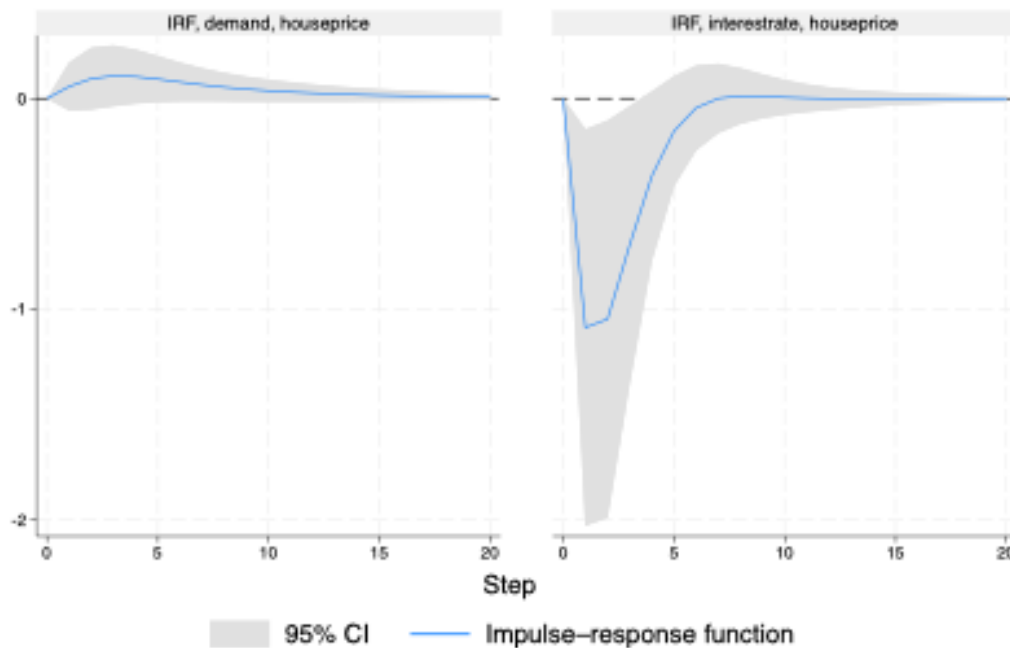 IRF, demand, houseprice
IRF, interestrate, houseprice
0
-1
-2
0 5 10 15 20
0 5 10 15 20
Step
95% CI
Impulse-response function